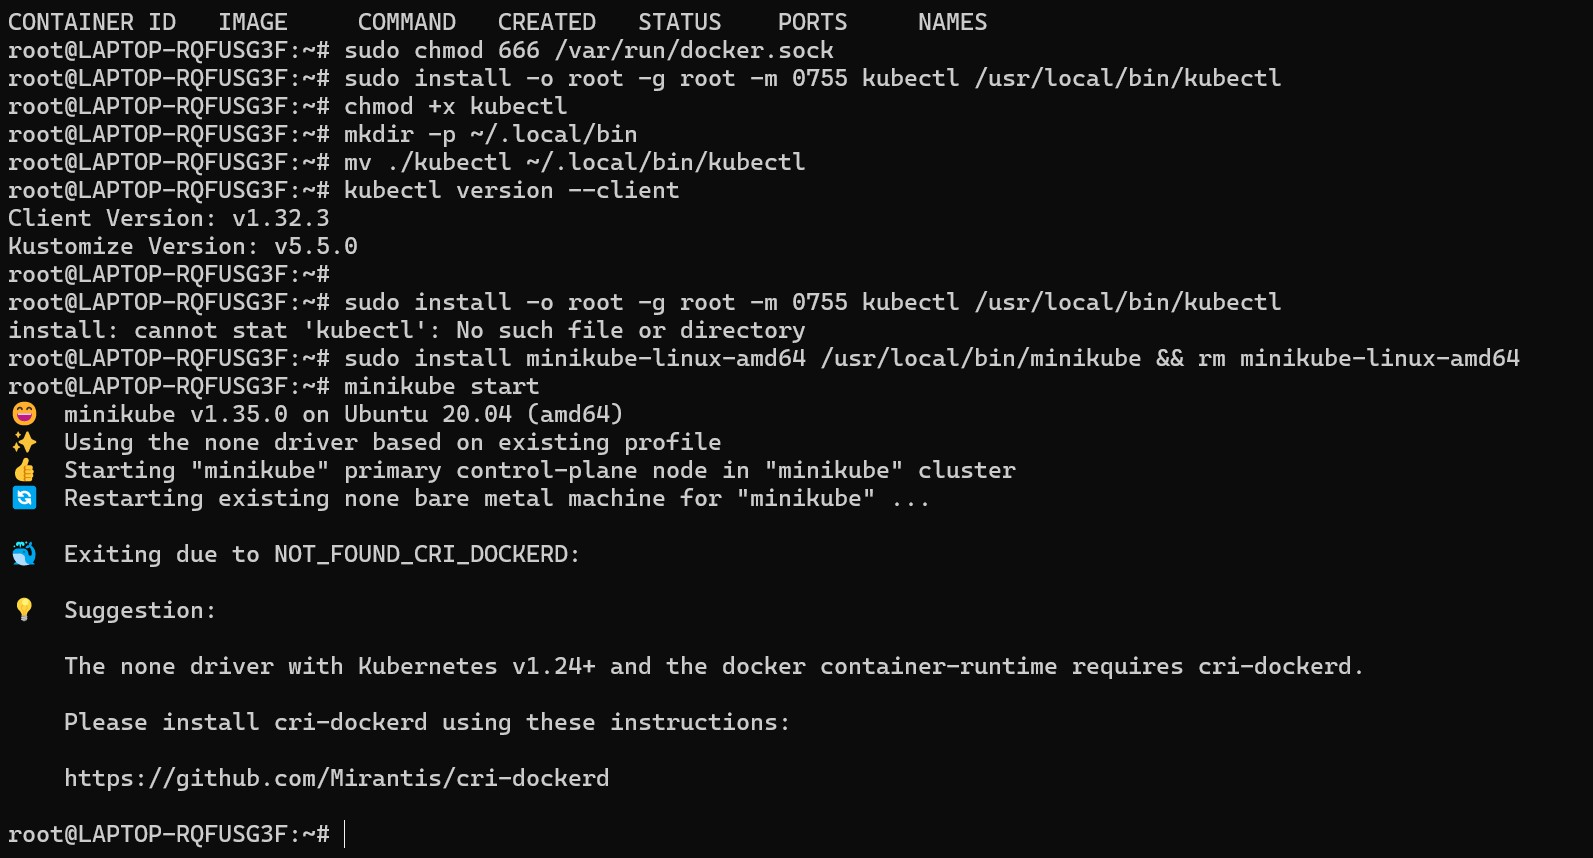 CONTAINER ID   IMAGE     COMMAND   CREATED   STATUS    PORTS     NAMES
root@LAPTOP-RQFUSG3F:~# sudo chmod 666 /var/run/docker.sock
root@LAPTOP-RQFUSG3F:~# sudo install -o root -g root -m 0755 kubectl /usr/local/bin/kubectl
root@LAPTOP-RQFUSG3F:~# chmod +x kubectl
root@LAPTOP-RQFUSG3F:~# mkdir -p ~/.local/bin
root@LAPTOP-RQFUSG3F:~# mv ./kubectl ~/.local/bin/kubectl
root@LAPTOP-RQFUSG3F:~# kubectl version --client
Client Version: v1.32.3
Kustomize Version: v5.5.0
root@LAPTOP-RQFUSG3F:~#
root@LAPTOP-RQFUSG3F:~# sudo install -o root -g root -m 0755 kubectl /usr/local/bin/kubectl
install: cannot stat 'kubectl': No such file or directory
root@LAPTOP-RQFUSG3F:~# sudo install minikube-linux-amd64 /usr/local/bin/minikube && rm minikube-linux-amd64
root@LAPTOP-RQFUSG3F:~# minikube start
😄  minikube v1.35.0 on Ubuntu 20.04 (amd64)
✨  Using the none driver based on existing profile
👍  Starting "minikube" primary control-plane node in "minikube" cluster
🔄  Restarting existing none bare metal machine for "minikube" ...
🐳  Exiting due to NOT_FOUND_CRI_DOCKERD:
💡  Suggestion:
The none driver with Kubernetes v1.24+ and the docker container-runtime requires cri-dockerd.
Please install cri-dockerd using these instructions:
https://github.com/Mirantis/cri-dockerd
root@LAPTOP-RQFUSG3F:~#